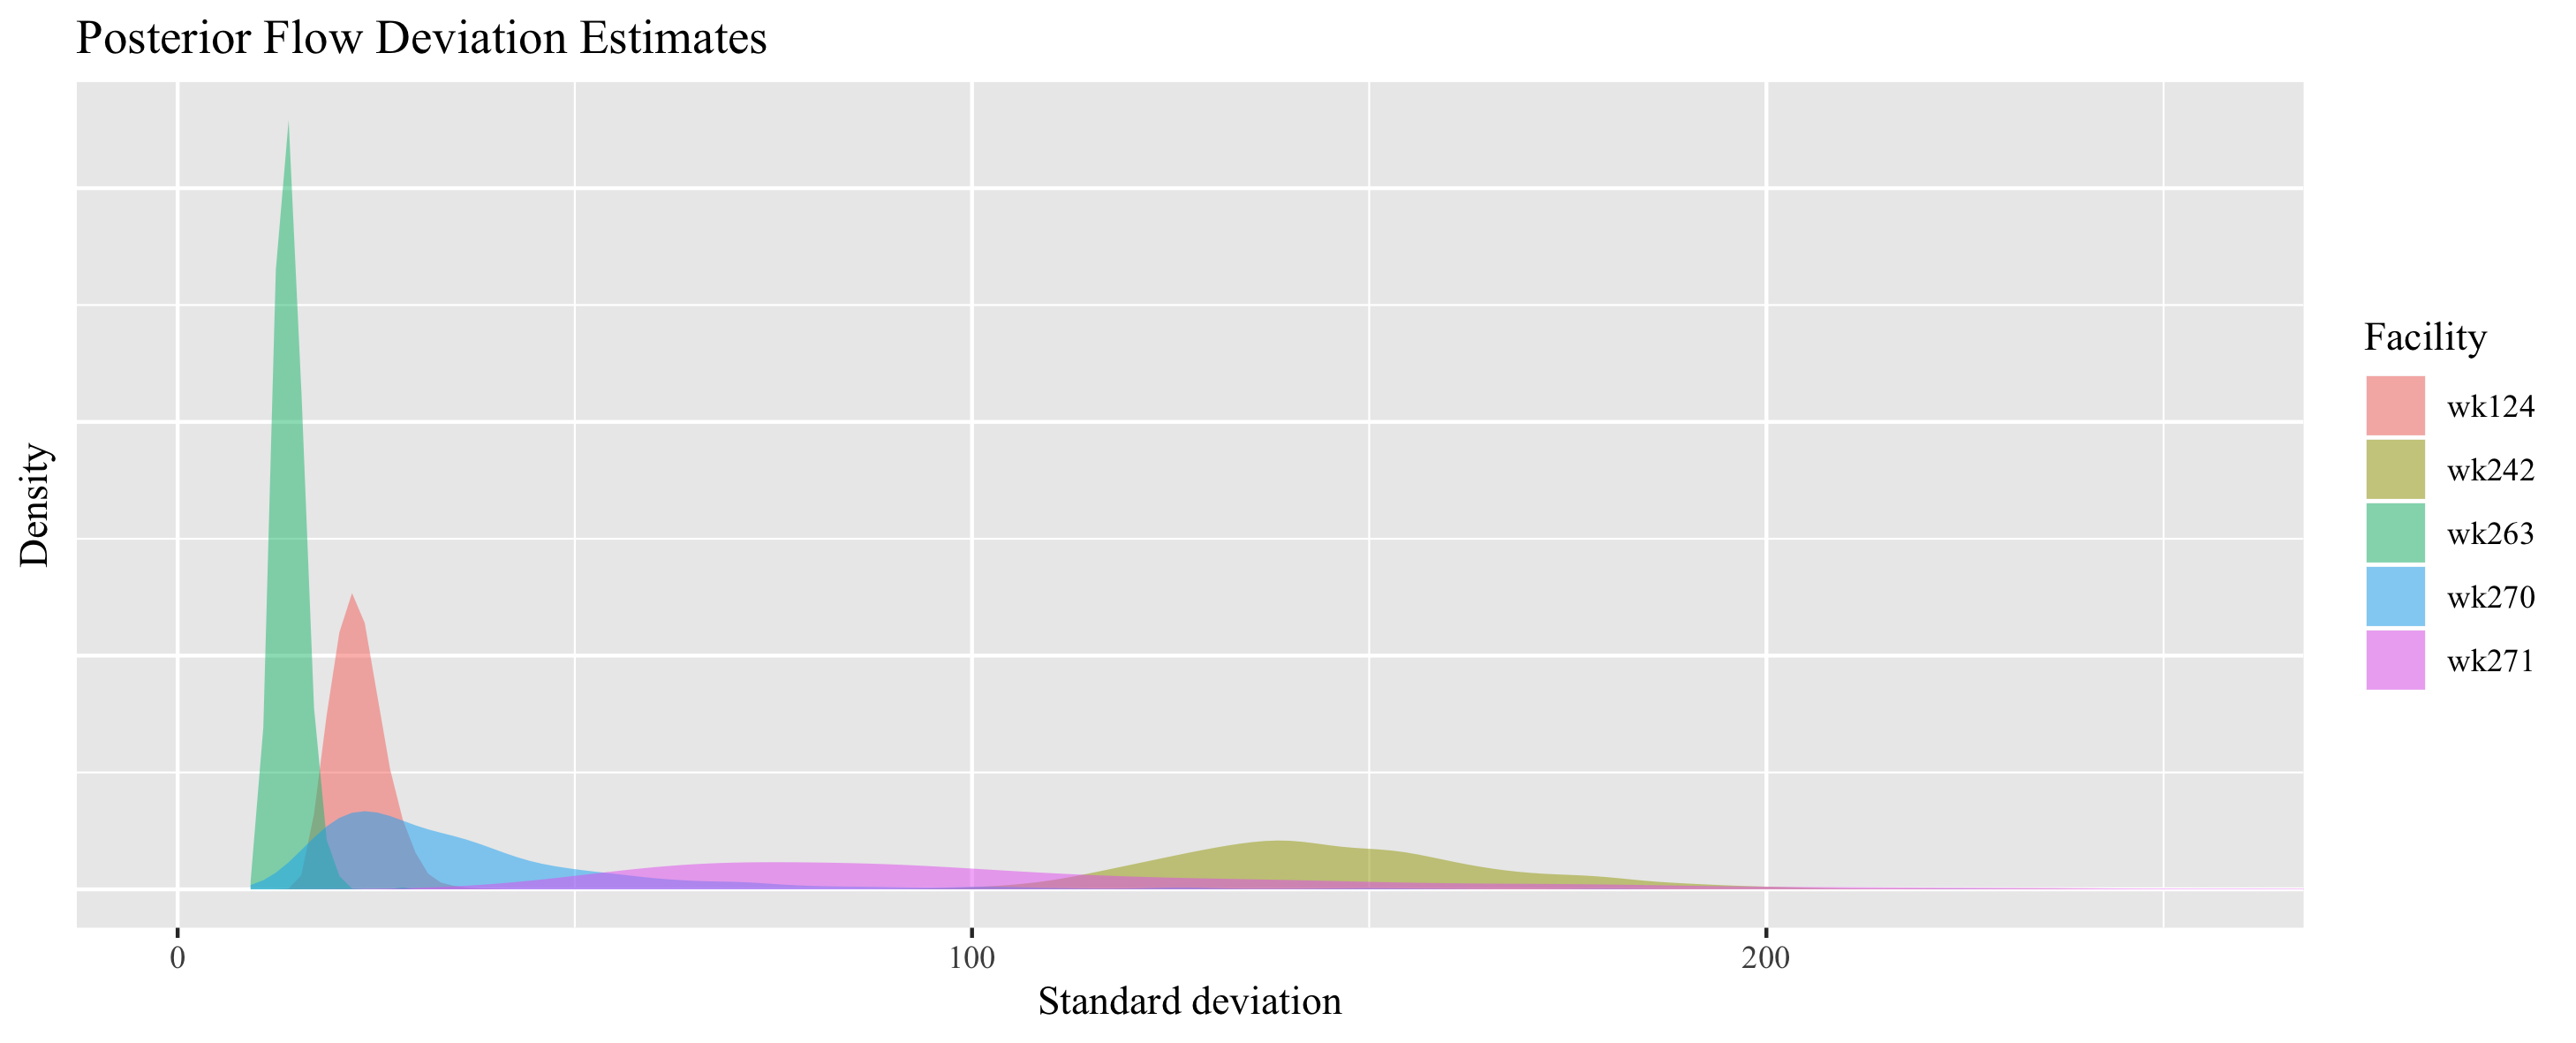 Posterior Flow Deviation Estimates
Density
Facility
wk124
wk242
wk263
wk270
wk271
0 100 200
Standard deviation